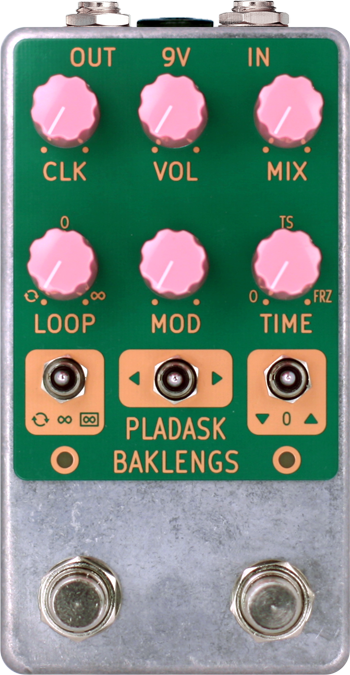 OUT 9V IN
CLK VOL MIX
0 TS
∞ 0 FRZ
LOOP MOD TIME
∞ ∞ ▼ 0 ▲
PLADASK
BAKLENGS